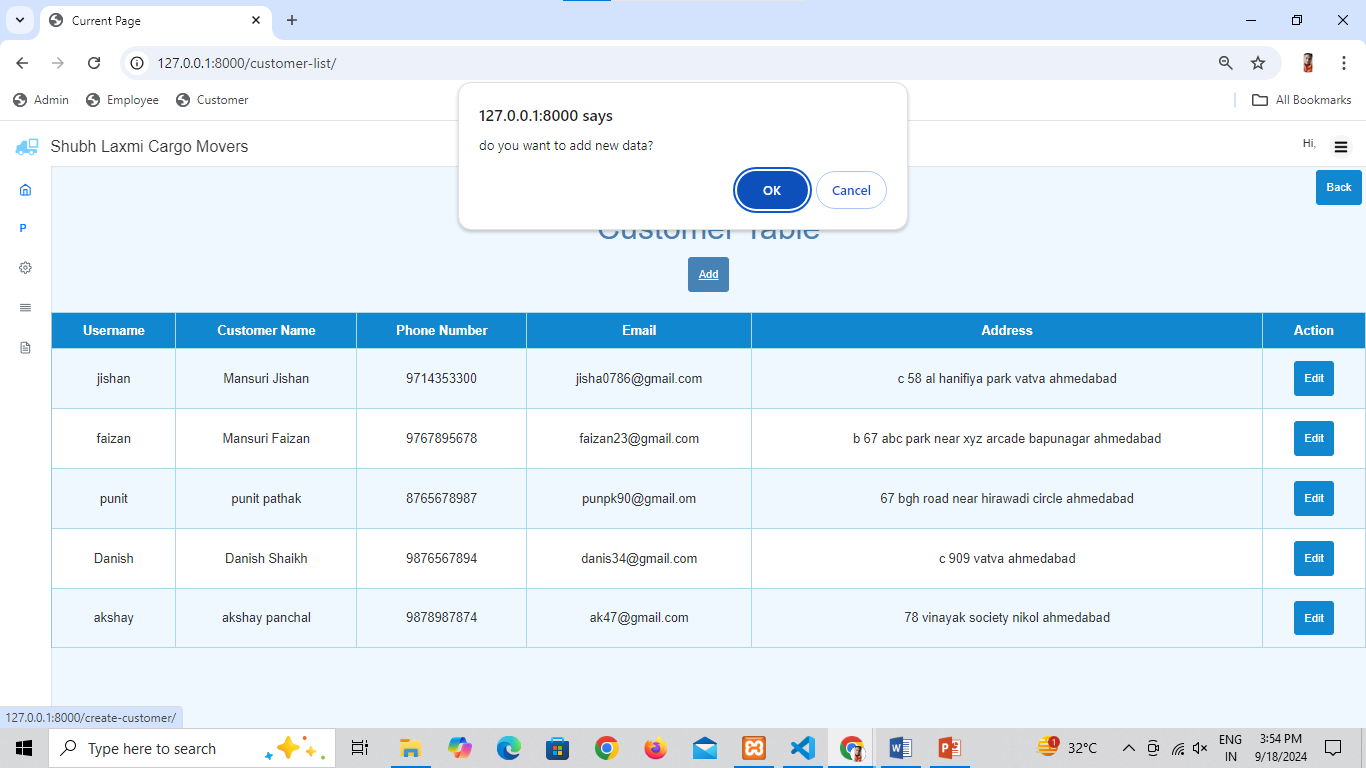 Current Page
127.0.0.1:8000/customer-list/
Admin Employee Customer All Bookmarks
127.0.0.1:8000 says
do you want to add new data?
OK Cancel
Shubh Laxmi Cargo Movers Hi,
Back
P
Customer Table
Add
Username Customer Name Phone Number Email Address Action
jishan Mansuri Jishan 9714353300 jisha0786@gmail.com c 58 al hanifiya park vatva ahmedabad Edit
faizan Mansuri Faizan 9767895678 faizan23@gmail.com b 67 abc park near xyz arcade bapunagar ahmedabad Edit
punit punit pathak 8765678987 punpk90@gmail.om 67 bgh road near hirawadi circle ahmedabad Edit
Danish Danish Shaikh 9876567894 danis34@gmail.com c 909 vatva ahmedabad Edit
akshay akshay panchal 9878987874 ak47@gmail.com 78 vinayak society nikol ahmedabad Edit
127.0.0.1:8000/create-customer/
Type here to search 1 32°C ENG 3:54 PM
IN 9/18/2024